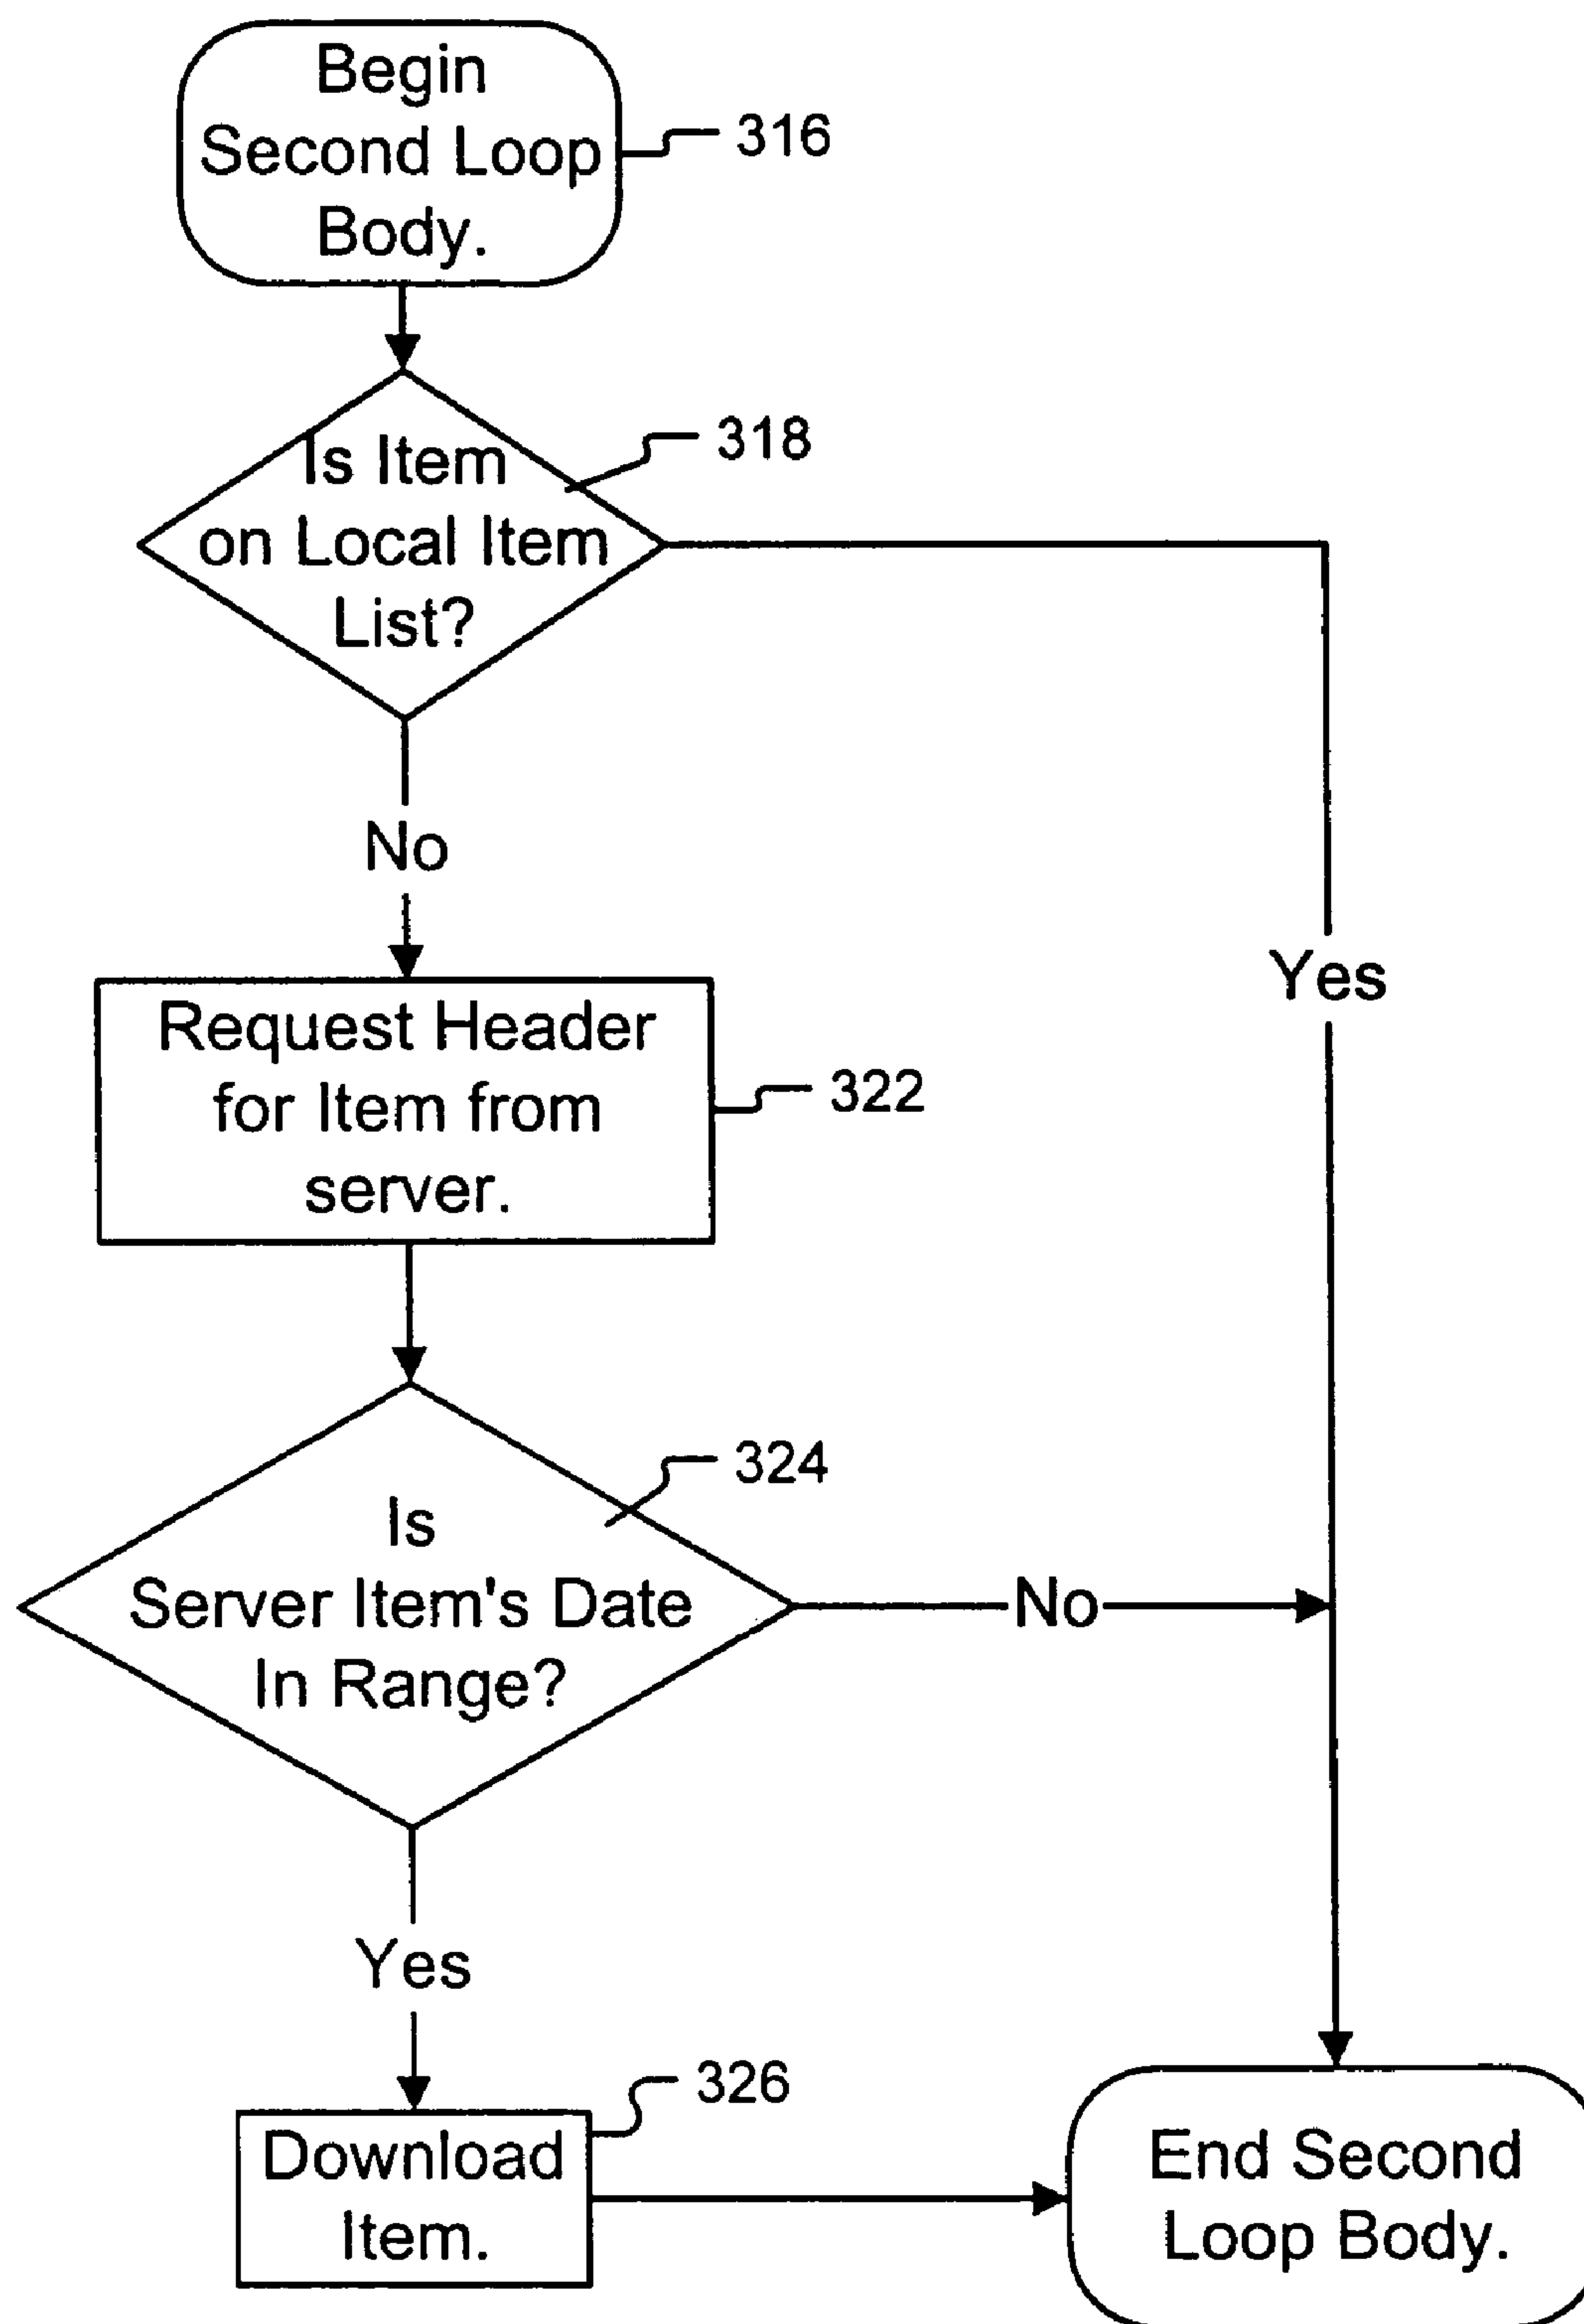 Begin
Second Loop
Body.
316
Is Item
on Local Item
List?
318
No
Yes
Request Header
for Item from
server.
322
Is
Server Item's Date
In Range?
324
No
Yes
Download
Item.
326
End Second
Loop Body.